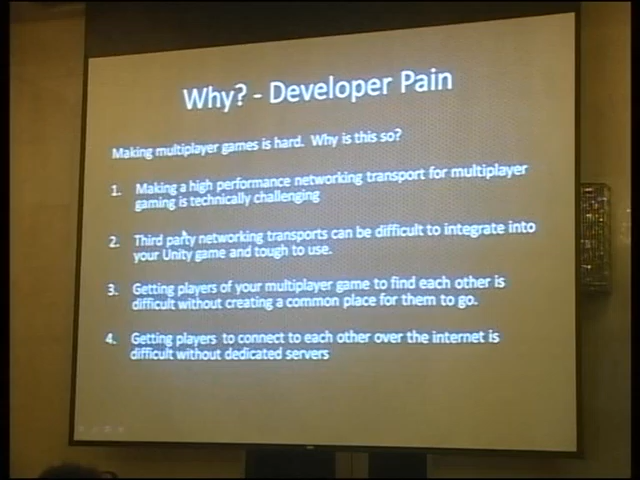 Why? - Developer Pain
Making multiplayer games is hard. Why is this so?
1. Making a high performance networking transport for multiplayer
gaming is technically challenging
2. Third party networking transports can be difficult to integrate into
your Unity game and tough to use.
3. Getting players of your multiplayer game to find each other is
difficult without creating a common place for them to go.
4. Getting players to connect to each other over the internet is
difficult without dedicated servers